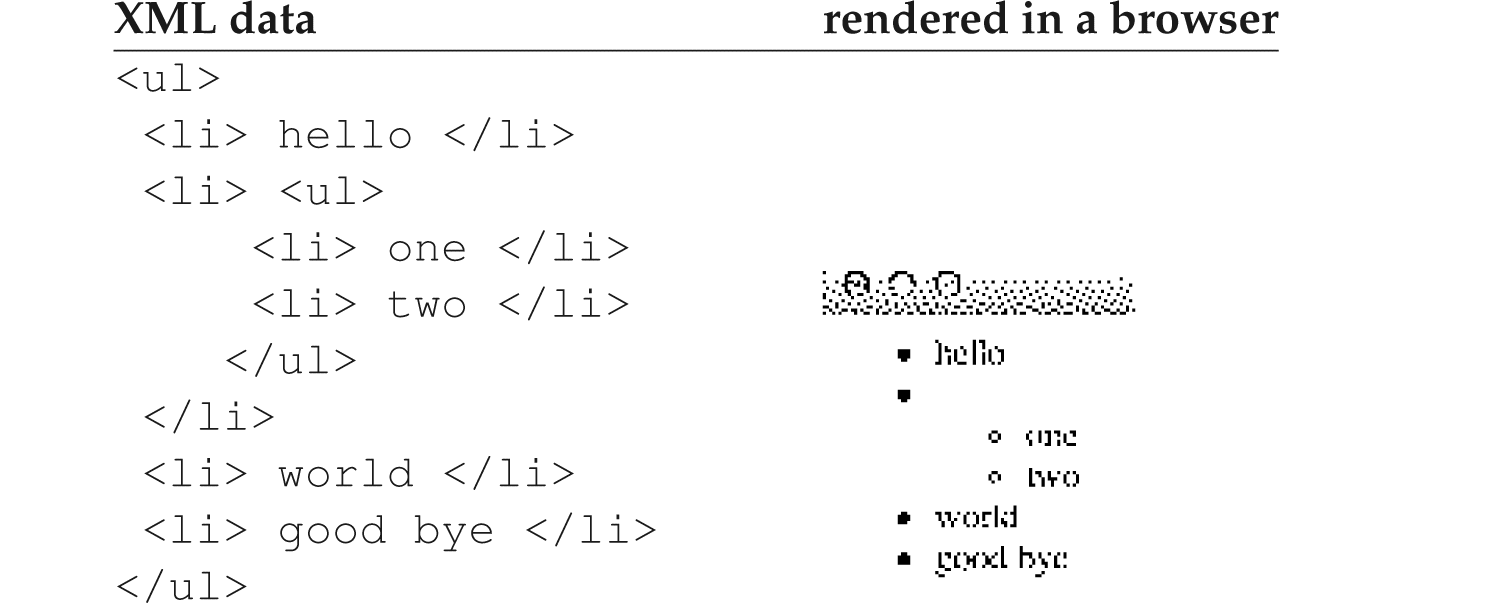 XML data rendered in a browser
<ul>
<li> hello </li>
<li> <ul>
<li> one </li>
<li> two </li>
</ul>
</li>
<li> world </li>
<li> good bye </li>
</ul>
hello
one
two
world
good bye